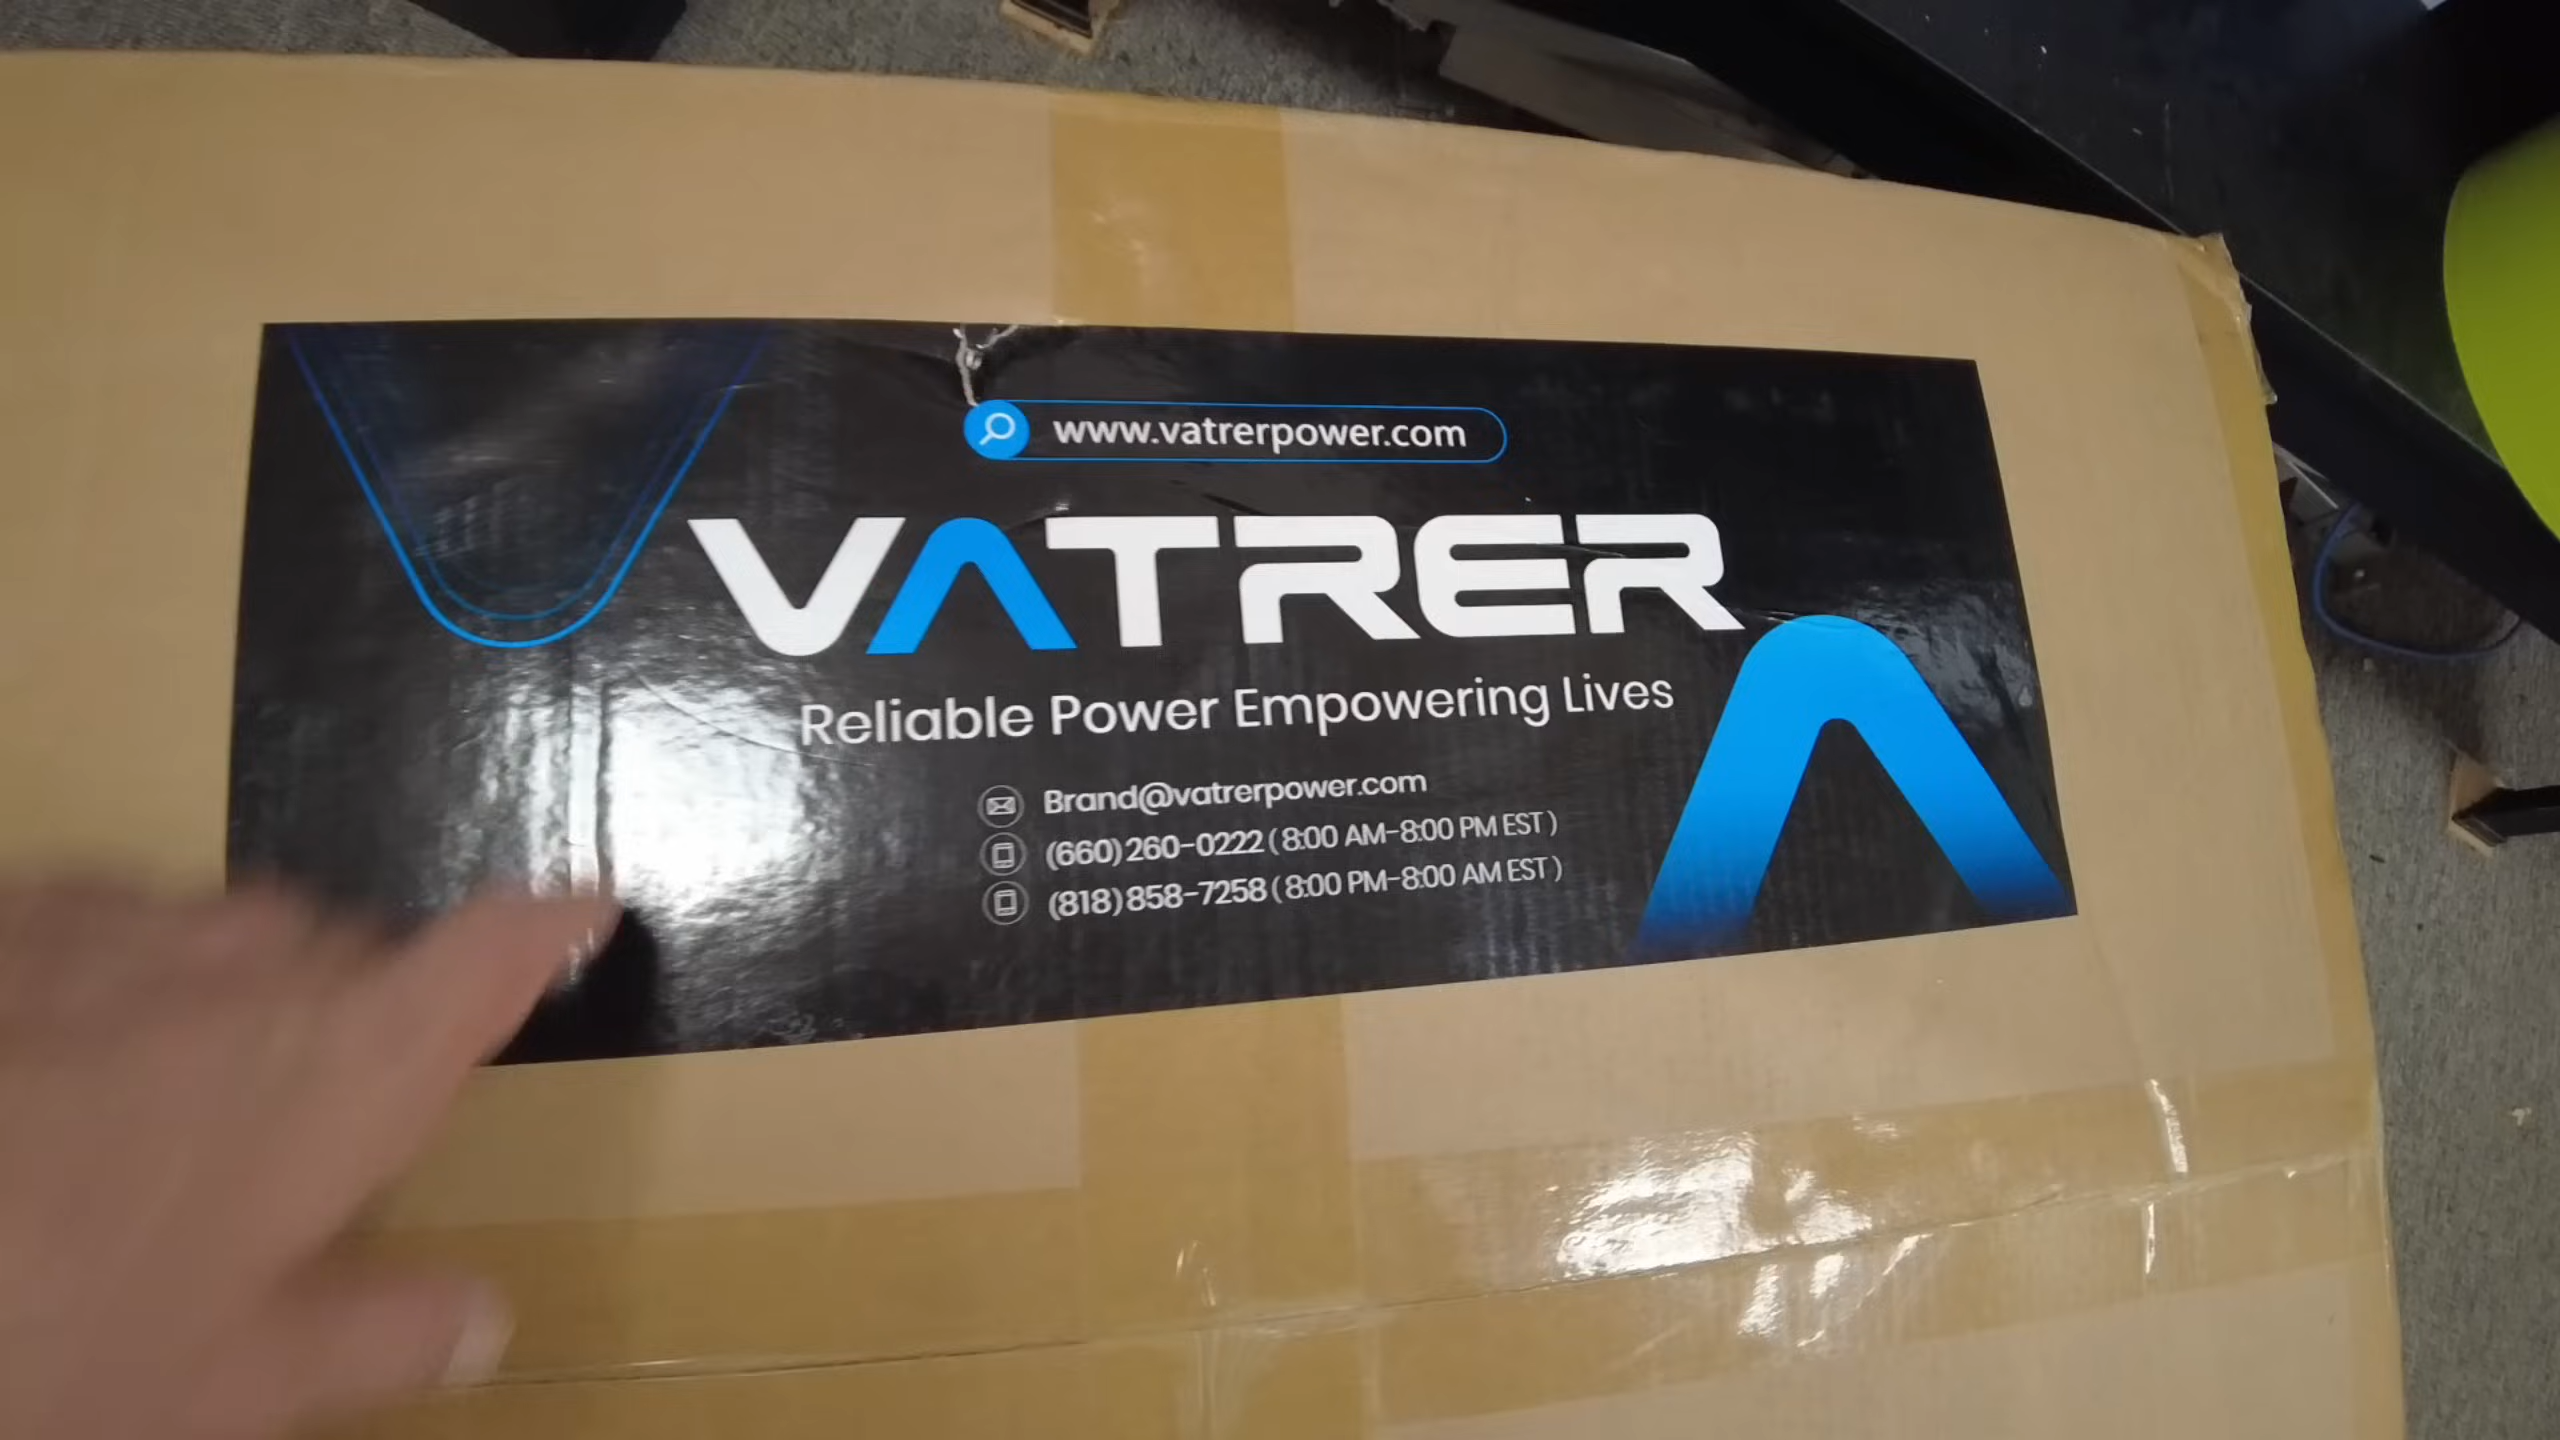 www.vatrerpower.com
VATRER
Reliable Power Empowering Lives
Brand@vatrerpower.com
(660) 260-0222 ( 8:00 AM-8:00 PM EST )
(818) 858-7258 ( 8:00 PM-8:00 AM EST )